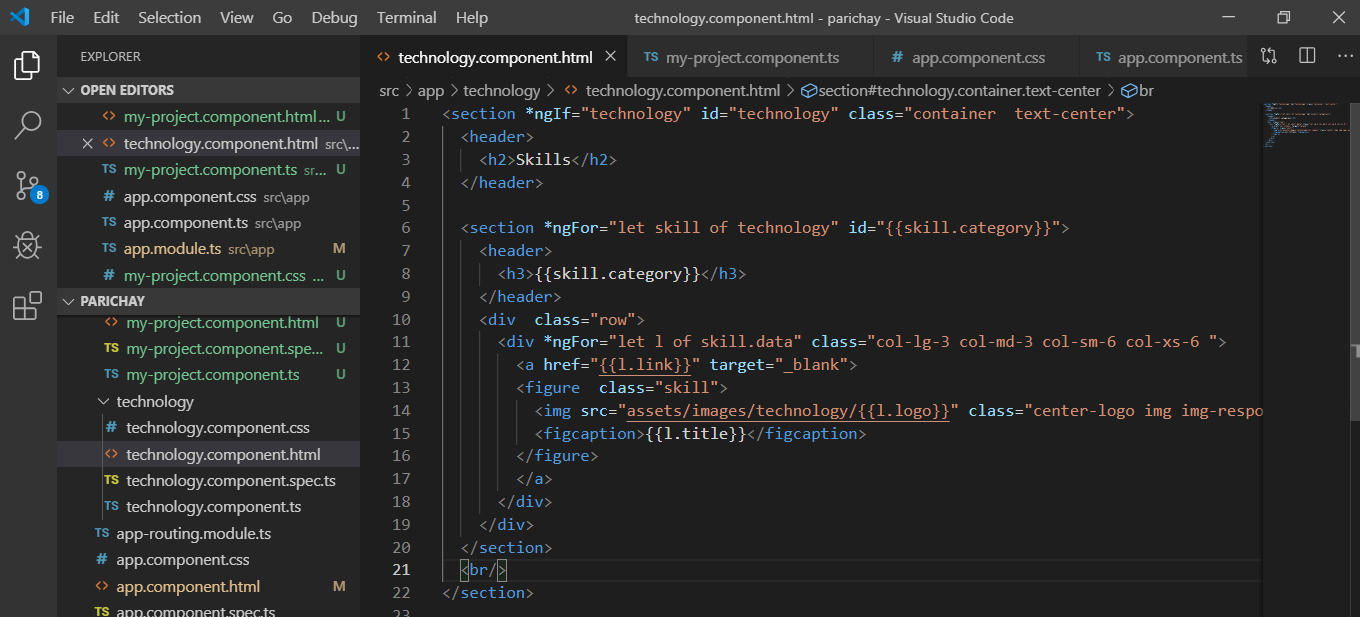 File Edit Selection View Go Debug Terminal Help technology.component.html - parichay - Visual Studio Code
EXPLORER
OPEN EDITORS
my-project.component.html... U
technology.component.html src\...
TS my-project.component.ts sr... U
# app.component.css src\app
TS app.component.ts src\app
TS app.module.ts src\app M
# my-project.component.css ... U
8
PARICHAY
<> my-project.component.html U
TS my-project.component.spe... U
TS my-project.component.ts U
technology
# technology.component.css
<> technology.component.html
TS technology.component.spec.ts
TS technology.component.ts
TS app-routing.module.ts
# app.component.css
<> app.component.html M
TS app.component.spec.ts
<> technology.component.html TS my-project.component.ts # app.component.css TS app.component.ts
src > app > technology > <> technology.component.html > section#technology.container.text-center > br
1 <section *ngIf="technology" id="technology" class="container  text-center">
2 <header>
3 <h2>Skills</h2>
4 </header>
5
6 <section *ngFor="let skill of technology" id="{{skill.category}}">
7 <header>
8 <h3>{{skill.category}}</h3>
9 </header>
10 <div  class="row">
11 <div *ngFor="let l of skill.data" class="col-lg-3 col-md-3 col-sm-6 col-xs-6 ">
12 <a href="{{l.link}}" target="_blank">
13 <figure  class="skill">
14 <img src="assets/images/technology/{{l.logo}}" class="center-logo img img-respo
15 <figcaption>{{l.title}}</figcaption>
16 </figure>
17 </a>
18 </div>
19 </div>
20 </section>
21 <br/>
22 </section>
23